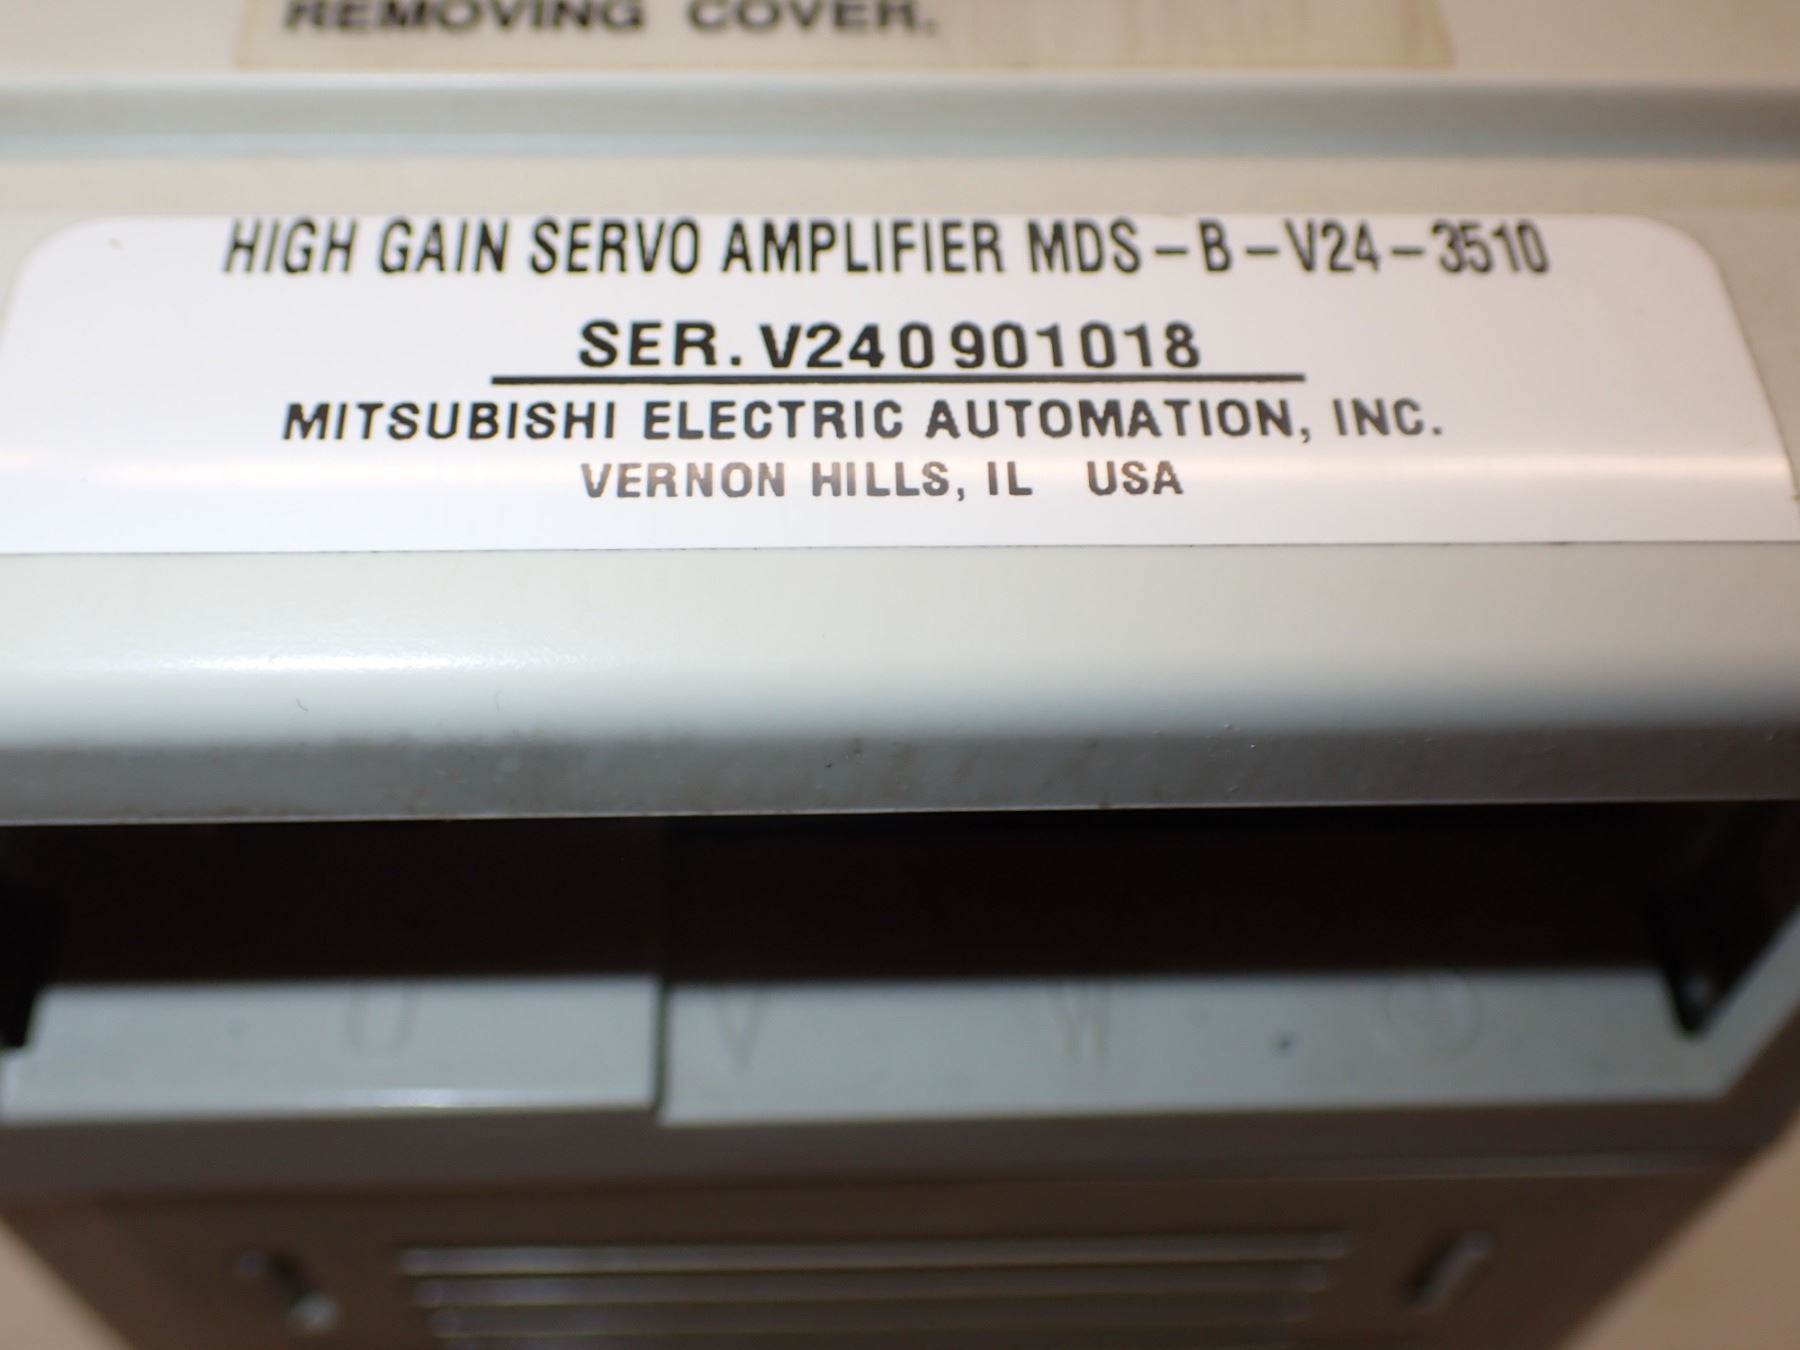 REMOVING COVER.
HIGH GAIN SERVO AMPLIFIER MDS-B-V24-3510
SER. V240901018
MITSUBISHI ELECTRIC AUTOMATION, INC.
VERNON HILLS, IL USA
U V W